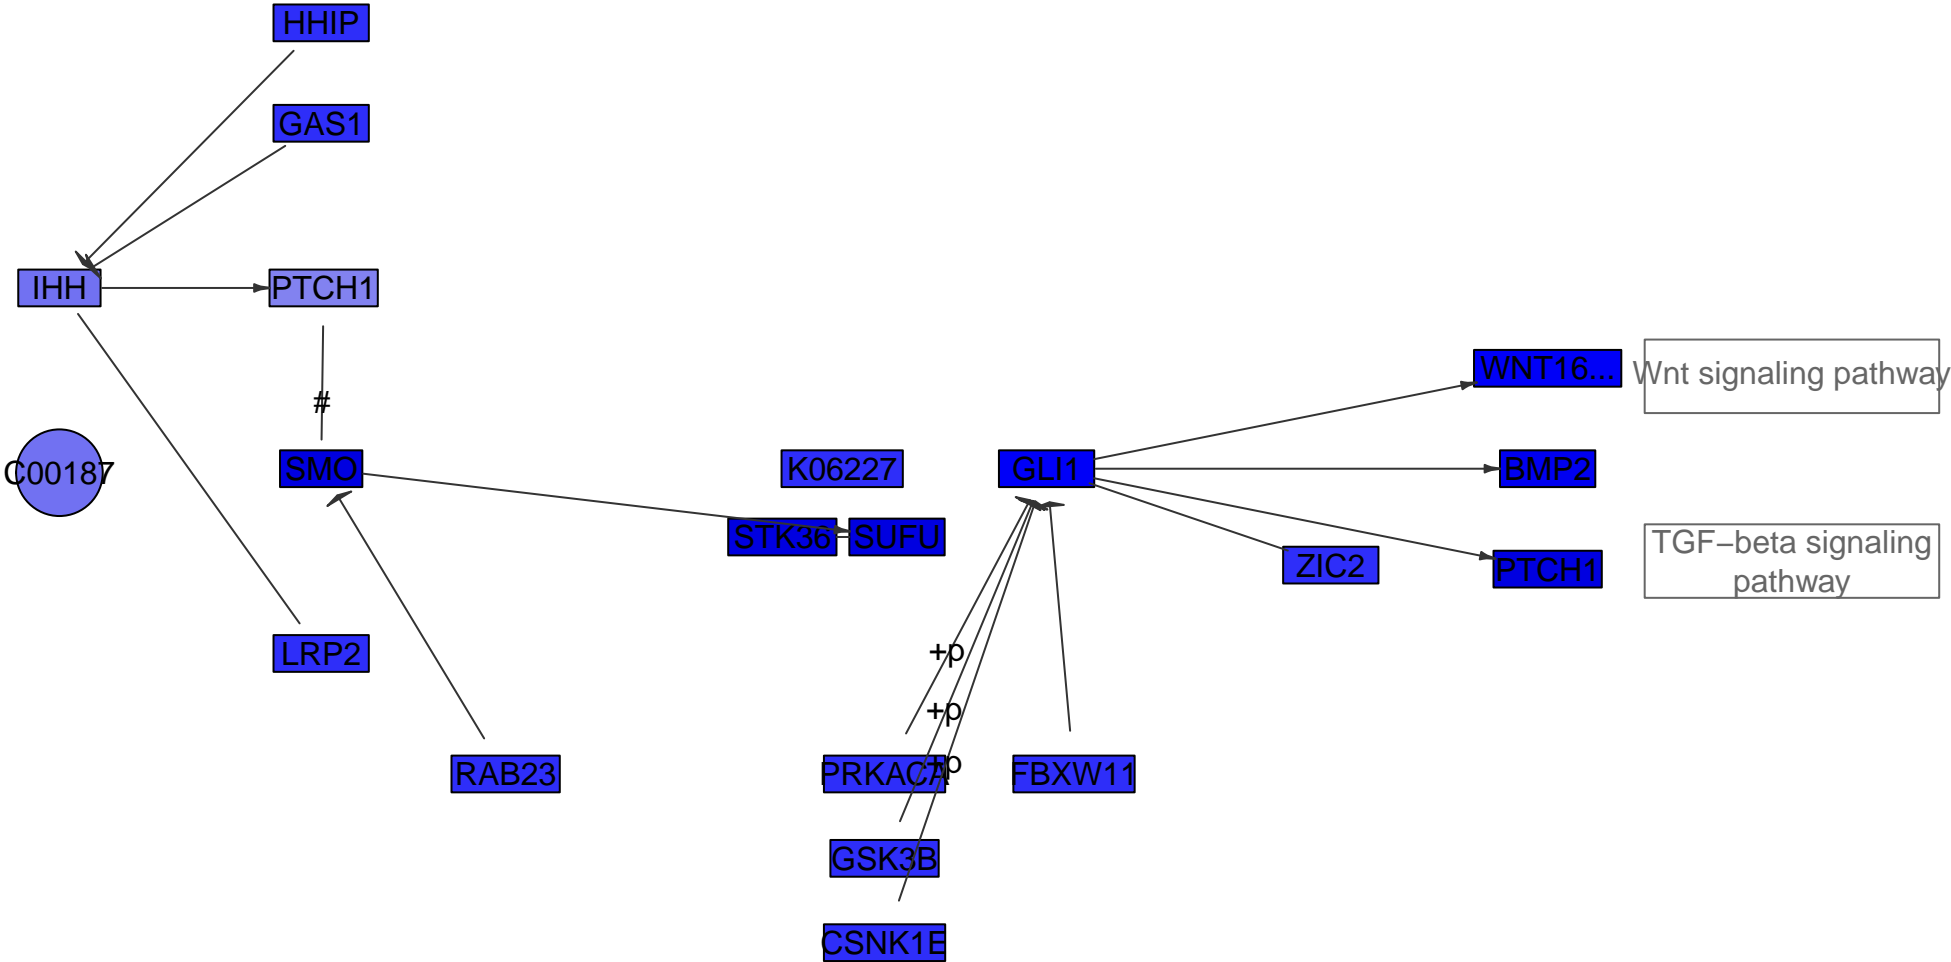 HHIP
GAS1
IHH
PTCH1
WNT16...
Wnt signaling pathway
#
C00187
SMO
K06227
GLI1
BMP2
STK36
SUFU
ZIC2
PTCH1
TGF−beta signaling
pathway
LRP2
+p
+p
+p
RAB23
PRKACA
FBXW11
GSK3B
CSNK1E